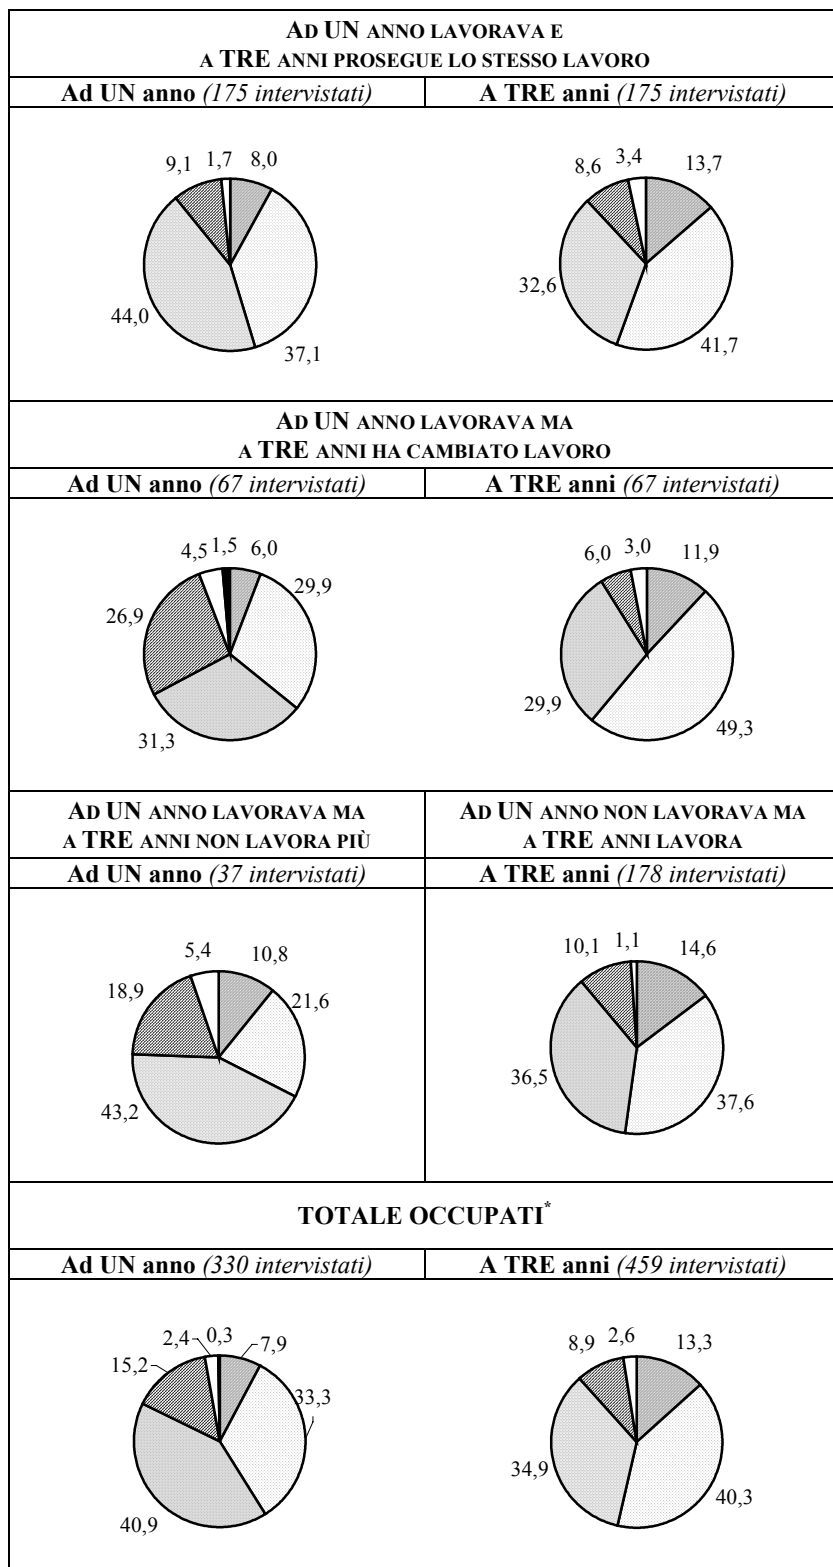 AD UN ANNO LAVORAVA E
A TRE ANNI PROSEGUE LO STESSO LAVORO
Ad UN anno (175 intervistati)
A TRE anni (175 intervistati)
9,1 1,7 8,0
44,0
37,1
8,6 3,4 13,7
32,6
41,7
AD UN ANNO LAVORAVA MA
A TRE ANNI HA CAMBIATO LAVORO
Ad UN anno (67 intervistati)
A TRE anni (67 intervistati)
4,5 1,5 6,0
29,9
26,9
31,3
6,0 3,0 11,9
29,9
49,3
AD UN ANNO LAVORAVA MA
A TRE ANNI NON LAVORA PIÙ
Ad UN anno (37 intervistati)
5,4 10,8
18,9 21,6
43,2
AD UN ANNO NON LAVORAVA MA
A TRE ANNI LAVORA
A TRE anni (178 intervistati)
10,1 1,1 14,6
36,5
37,6
TOTALE OCCUPATI*
Ad UN anno (330 intervistati)
A TRE anni (459 intervistati)
2,4 0,3 7,9
15,2
33,3
40,9
8,9 2,6 13,3
34,9
40,3